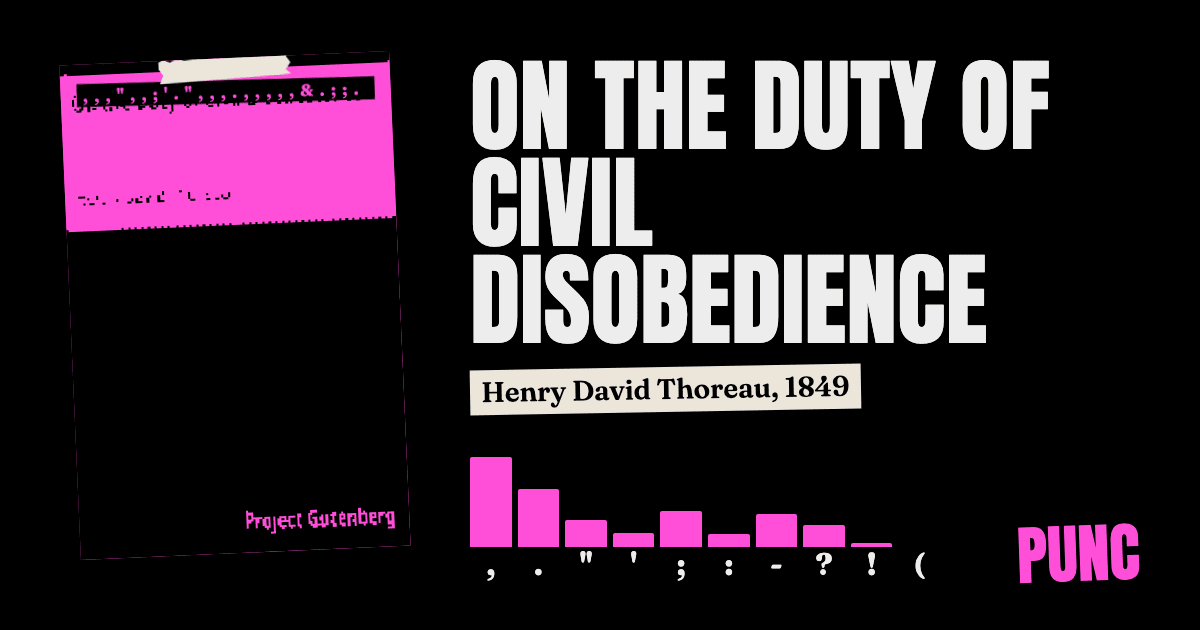 ,,,",,;'.",,,,.,,,,,&.;;.
Project Gutenberg
ON THE DUTY OF
CIVIL
DISOBEDIENCE
Henry David Thoreau, 1849
, . " ' ; : - ? ! (
PUNC